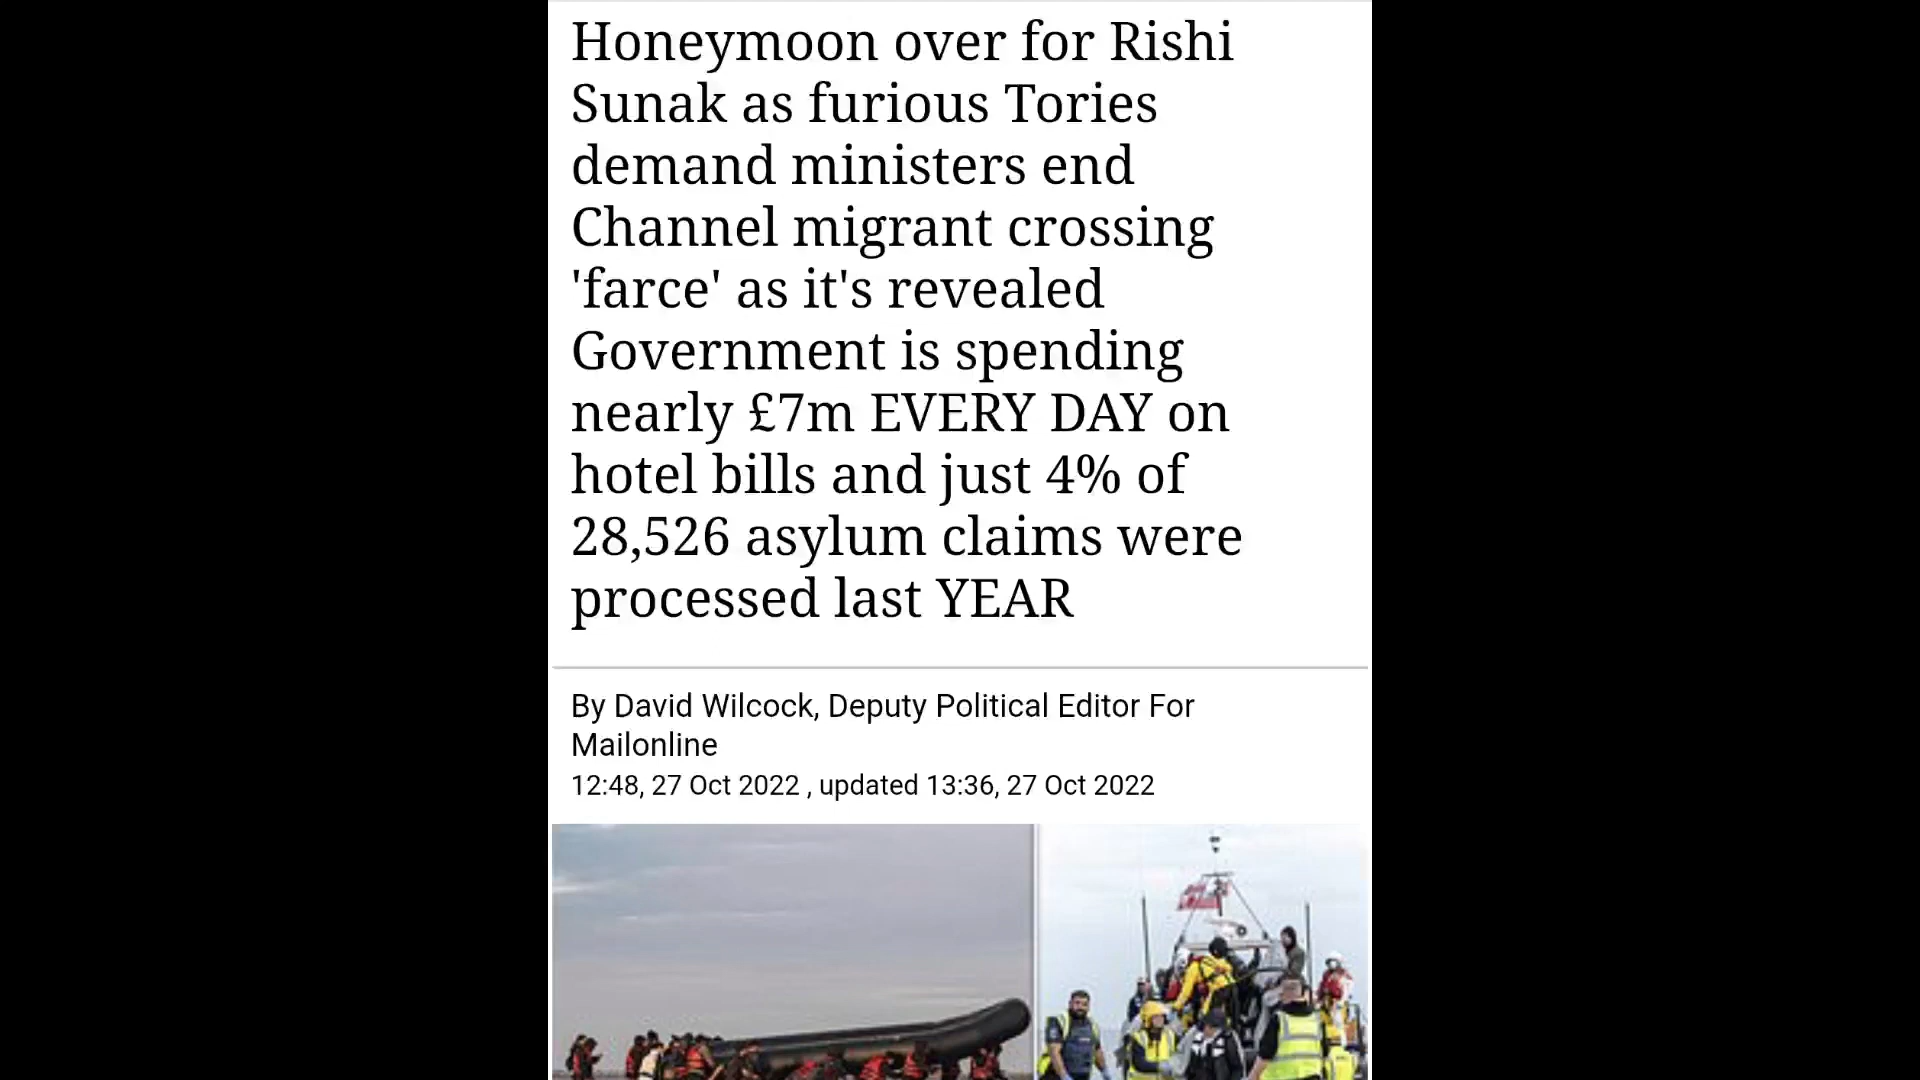 Honeymoon over for Rishi
Sunak as furious Tories
demand ministers end
Channel migrant crossing
'farce' as it's revealed
Government is spending
nearly £7m EVERY DAY on
hotel bills and just 4% of
28,526 asylum claims were
processed last YEAR
By David Wilcock, Deputy Political Editor For
Mailonline
12:48, 27 Oct 2022 , updated 13:36, 27 Oct 2022